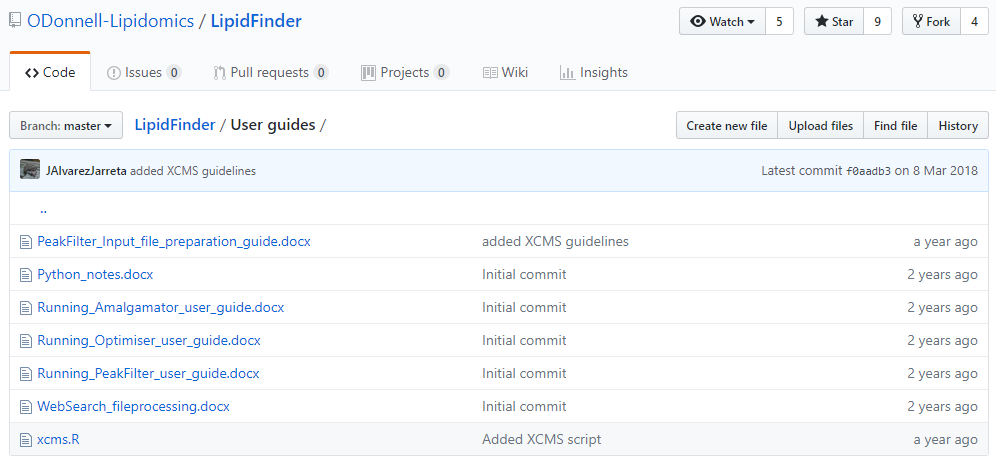 ODonnell-Lipidomics / LipidFinder Watch 5 Star 9 Fork 4
Code Issues 0 Pull requests 0 Projects 0 Wiki Insights
Branch: master LipidFinder / User guides / Create new file Upload files Find file History
JAlvarezJarreta added XCMS guidelines Latest commit f0aadb3 on 8 Mar 2018
..
PeakFilter_Input_file_preparation_guide.docx added XCMS guidelines a year ago
Python_notes.docx Initial commit 2 years ago
Running_Amalgamator_user_guide.docx Initial commit 2 years ago
Running_Optimiser_user_guide.docx Initial commit 2 years ago
Running_PeakFilter_user_guide.docx Initial commit 2 years ago
WebSearch_fileprocessing.docx Initial commit 2 years ago
xcms.R Added XCMS script a year ago